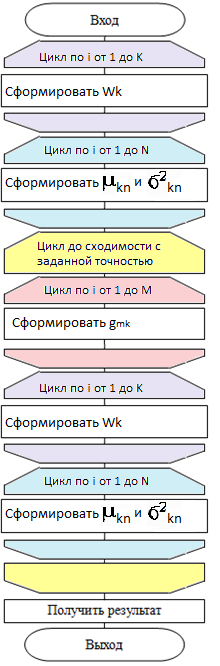 Вход
Цикл по i от 1 до K
Сформировать Wk
Цикл по i от 1 до N
Сформировать μkn и σ²kn
Цикл до сходимости с
заданной точностью
Цикл по i от 1 до M
Сформировать gmk
Цикл по i от 1 до K
Сформировать Wk
Цикл по i от 1 до N
Сформировать μkn и σ²kn
Получить результат
Выход